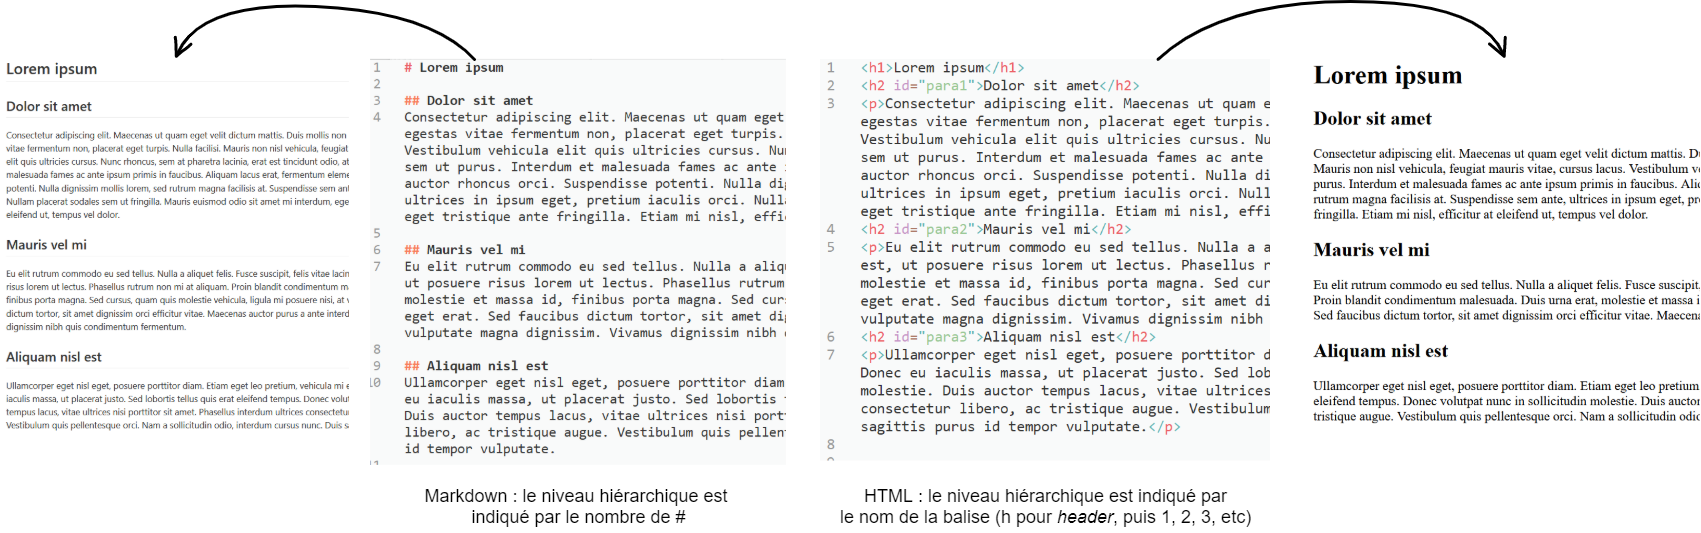 Lorem ipsum
Dolor sit amet
Consectetur adipiscing elit. Maecenas ut quam eget velit dictum mattis. Duis mollis non
vitae fermentum non, placerat eget turpis. Nulla facilisi. Mauris non nisl vehicula, feugiat
elit quis ultricies cursus. Nunc rhoncus, sem at pharetra lacinia, erat est tincidunt odio, at
malesuada fames ac ante ipsum primis in faucibus. Aliquam lacus erat, fermentum eleme
potenti. Nulla dignissim mollis lorem, sed rutrum magna facilisis at. Suspendisse sem ant
Nullam placerat sodales sem ut fringilla. Mauris euismod odio sit amet mi interdum, ege
eleifend ut, tempus vel dolor.
Mauris vel mi
Eu elit rutrum commodo eu sed tellus. Nulla a aliquet felis. Fusce suscipit, felis vitae lacin
risus lorem ut lectus. Phasellus rutrum non mi at aliquam. Proin blandit condimentum m
finibus porta magna. Sed cursus, quam quis molestie vehicula, ligula mi posuere nisi, at v
dictum tortor, sit amet dignissim orci efficitur vitae. Maecenas auctor purus a ante interd
dignissim nibh quis condimentum fermentum.
Aliquam nisl est
Ullamcorper eget nisl eget, posuere porttitor diam. Etiam eget leo pretium, vehicula mi e
iaculis massa, ut placerat justo. Sed lobortis tellus quis erat eleifend tempus. Donec volut
tempus lacus, vitae ultrices nisi porttitor sit amet. Phasellus interdum ultrices consectetur
Vestibulum quis pellentesque orci. Nam a sollicitudin odio, interdum cursus nunc. Duis s
1 # Lorem ipsum
2
3 ## Dolor sit amet
4 Consectetur adipiscing elit. Maecenas ut quam eget
egestas vitae fermentum non, placerat eget turpis.
Vestibulum vehicula elit quis ultricies cursus. Nun
sem ut purus. Interdum et malesuada fames ac ante i
auctor rhoncus orci. Suspendisse potenti. Nulla dig
ultrices in ipsum eget, pretium iaculis orci. Null
eget tristique ante fringilla. Etiam mi nisl, effi
5
6 ## Mauris vel mi
7 Eu elit rutrum commodo eu sed tellus. Nulla a aliq
ut posuere risus lorem ut lectus. Phasellus rutrum
molestie et massa id, finibus porta magna. Sed cur
eget erat. Sed faucibus dictum tortor, sit amet dig
vulputate magna dignissim. Vivamus dignissim nibh
8
9 ## Aliquam nisl est
10 Ullamcorper eget nisl eget, posuere porttitor diam
eu iaculis massa, ut placerat justo. Sed lobortis
Duis auctor tempus lacus, vitae ultrices nisi port
libero, ac tristique augue. Vestibulum quis pellen
id tempor vulputate.
Markdown : le niveau hiérarchique est
indiqué par le nombre de #
1 <h1>Lorem ipsum</h1>
2 <h2 id="para1">Dolor sit amet</h2>
3 <p>Consectetur adipiscing elit. Maecenas ut quam e
egestas vitae fermentum non, placerat eget turpis.
Vestibulum vehicula elit quis ultricies cursus. Nu
sem ut purus. Interdum et malesuada fames ac ante
auctor rhoncus orci. Suspendisse potenti. Nulla di
ultrices in ipsum eget, pretium iaculis orci. Null
eget tristique ante fringilla. Etiam mi nisl, effi
4 <h2 id="para2">Mauris vel mi</h2>
5 <p>Eu elit rutrum commodo eu sed tellus. Nulla a a
est, ut posuere risus lorem ut lectus. Phasellus r
molestie et massa id, finibus porta magna. Sed cur
eget erat. Sed faucibus dictum tortor, sit amet di
vulputate magna dignissim. Vivamus dignissim nibh
6 <h2 id="para3">Aliquam nisl est</h2>
7 <p>Ullamcorper eget nisl eget, posuere porttitor d
Donec eu iaculis massa, ut placerat justo. Sed lob
molestie. Duis auctor tempus lacus, vitae ultrices
consectetur libero, ac tristique augue. Vestibulum
sagittis purus id tempor vulputate.</p>
8
HTML : le niveau hiérarchique est indiqué par
le nom de la balise (h pour header, puis 1, 2, 3, etc)
Lorem ipsum
Dolor sit amet
Consectetur adipiscing elit. Maecenas ut quam eget velit dictum mattis. Du
Mauris non nisl vehicula, feugiat mauris vitae, cursus lacus. Vestibulum v
purus. Interdum et malesuada fames ac ante ipsum primis in faucibus. Alic
rutrum magna facilisis at. Suspendisse sem ante, ultrices in ipsum eget, pr
fringilla. Etiam mi nisl, efficitur at eleifend ut, tempus vel dolor.
Mauris vel mi
Eu elit rutrum commodo eu sed tellus. Nulla a aliquet felis. Fusce suscipit.
Proin blandit condimentum malesuada. Duis urna erat, molestie et massa i
Sed faucibus dictum tortor, sit amet dignissim orci efficitur vitae. Maecena
Aliquam nisl est
Ullamcorper eget nisl eget, posuere porttitor diam. Etiam eget leo pretium
eleifend tempus. Donec volutpat nunc in sollicitudin molestie. Duis auctor
tristique augue. Vestibulum quis pellentesque orci. Nam a sollicitudin odio